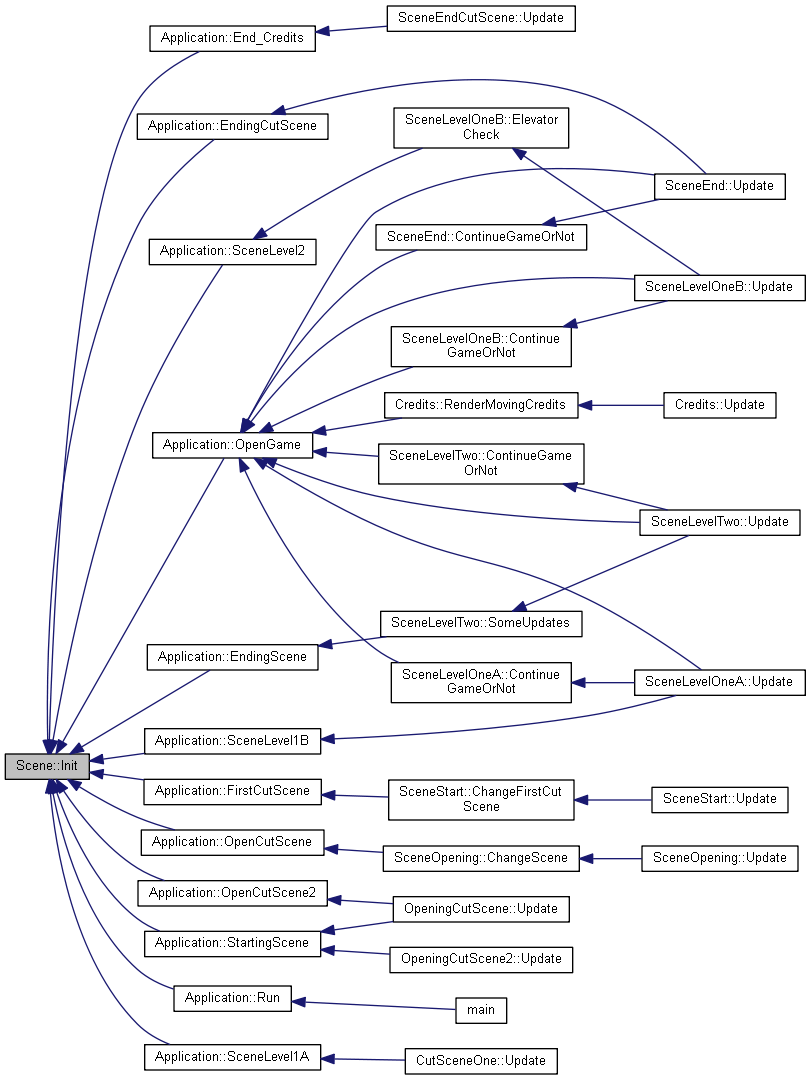 SceneEndCutScene::Update
Application::End_Credits
SceneLevelOneB::Elevator
Check
Application::EndingCutScene
SceneEnd::Update
SceneEnd::ContinueGameOrNot
Application::SceneLevel2
SceneLevelOneB::Update
SceneLevelOneB::Continue
GameOrNot
Credits::RenderMovingCredits
Credits::Update
Application::OpenGame
SceneLevelTwo::ContinueGame
OrNot
SceneLevelTwo::Update
SceneLevelTwo::SomeUpdates
Application::EndingScene
SceneLevelOneA::Continue
GameOrNot
SceneLevelOneA::Update
Application::SceneLevel1B
Scene::Init
Application::FirstCutScene
SceneStart::ChangeFirstCut
Scene
SceneStart::Update
Application::OpenCutScene
SceneOpening::ChangeScene
SceneOpening::Update
Application::OpenCutScene2
OpeningCutScene::Update
Application::StartingScene
OpeningCutScene2::Update
Application::Run
main
Application::SceneLevel1A
CutSceneOne::Update